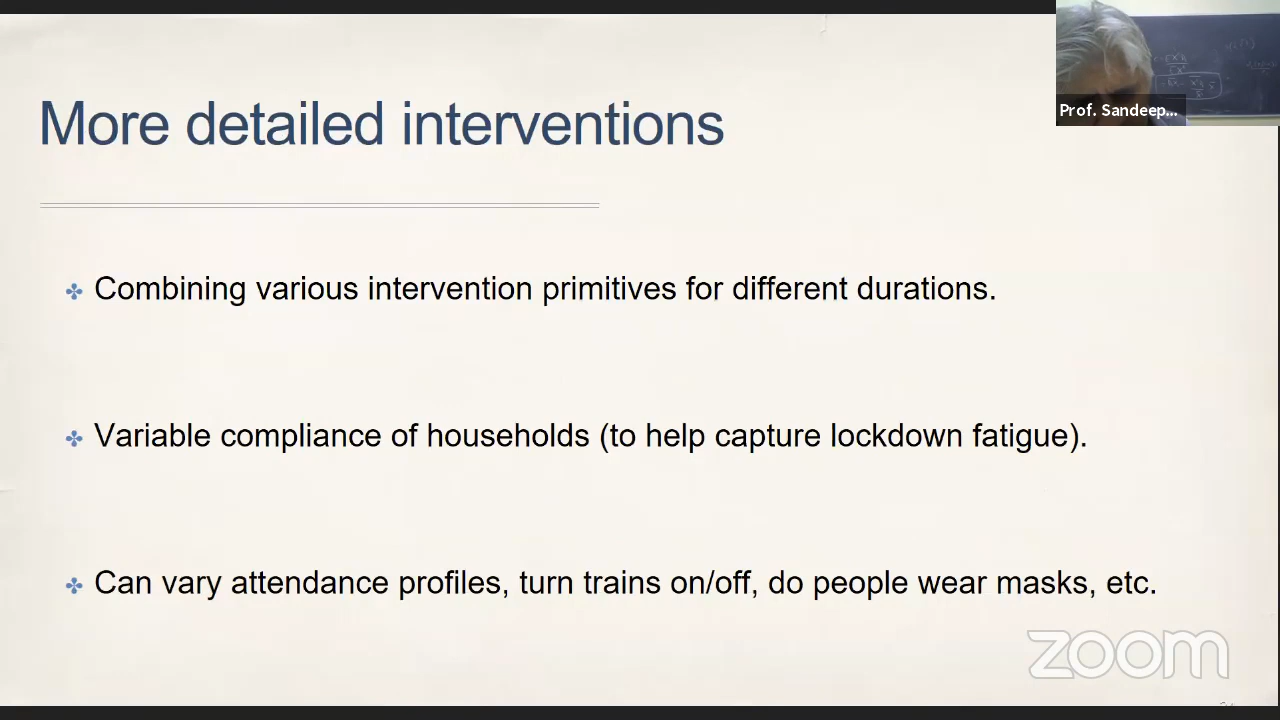 More detailed interventions
Prof. Sandeep...
Combining various intervention primitives for different durations.
Variable compliance of households (to help capture lockdown fatigue).
Can vary attendance profiles, turn trains on/off, do people wear masks, etc.
zoom